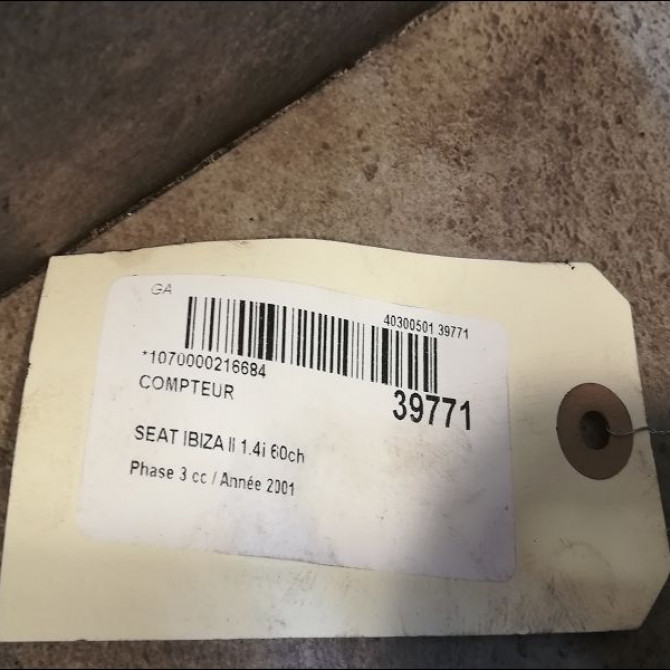 GA
40300501 39771
*1070000216684
COMPTEUR
39771
SEAT IBIZA II 1.4i 60ch
Phase 3 cc / Année 2001